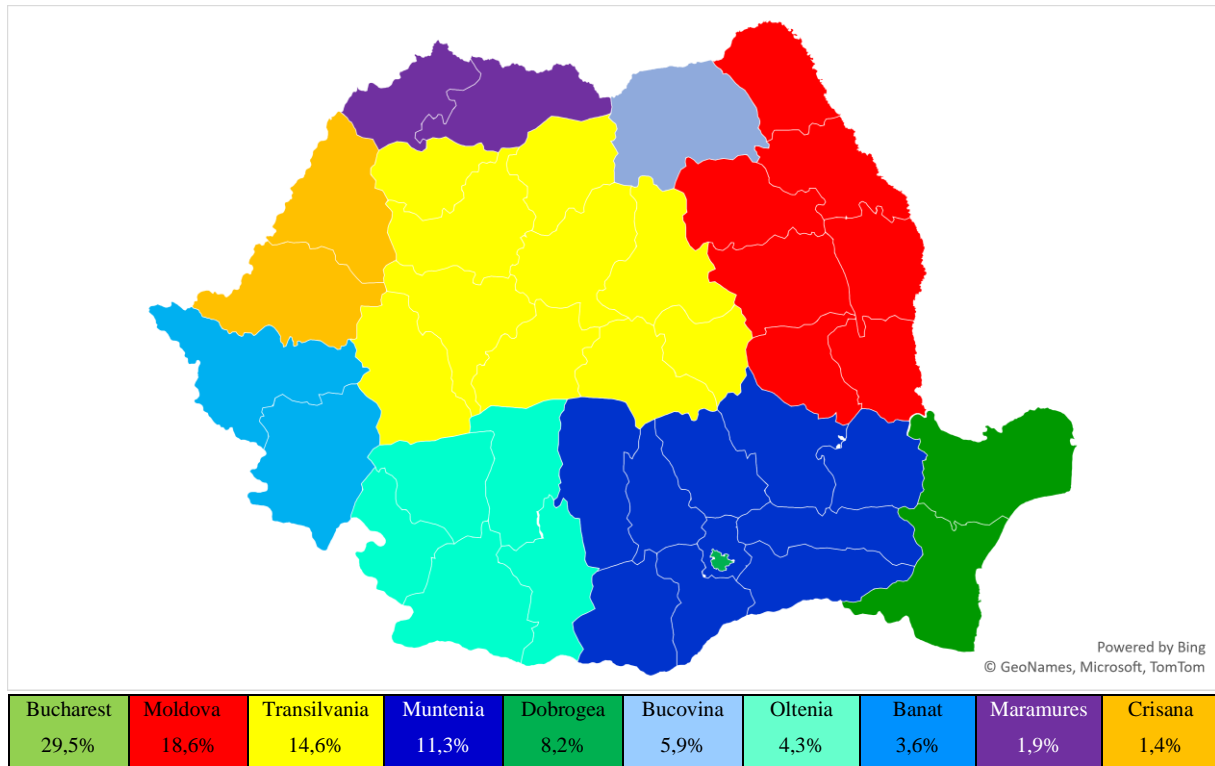 Powered by Bing
© GeoNames, Microsoft, TomTom
Bucharest Moldova Transilvania Muntenia Dobrogea Bucovina Oltenia Banat Maramures Crisana
29,5% 18,6% 14,6% 11,3% 8,2% 5,9% 4,3% 3,6% 1,9% 1,4%